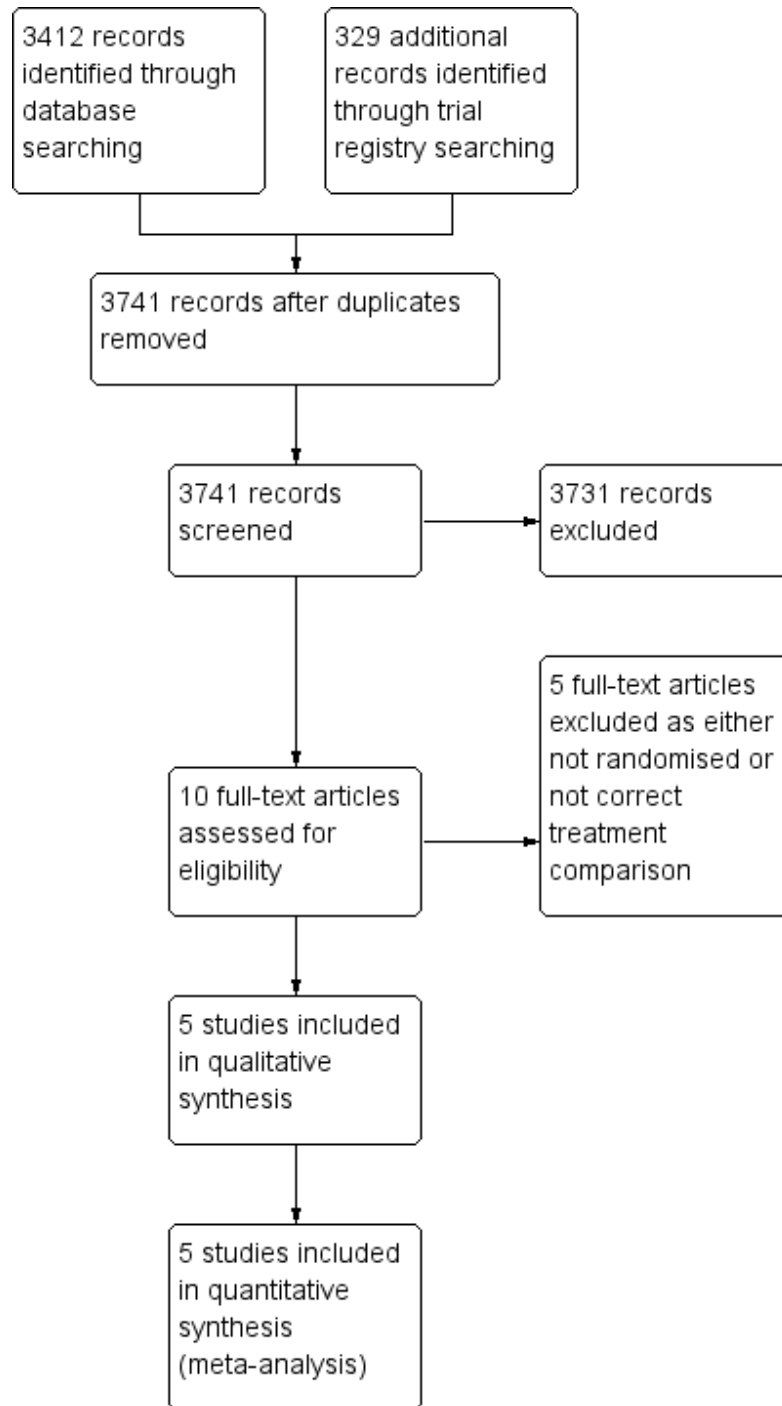 3412 records
identified through
database
searching
329 additional
records identified
through trial
registry searching
3741 records after duplicates
removed
3741 records
screened
3731 records
excluded
5 full-text articles
excluded as either
not randomised or
not correct
treatment
comparison
10 full-text articles
assessed for
eligibility
5 studies included
in qualitative
synthesis
5 studies included
in quantitative
synthesis
(meta-analysis)